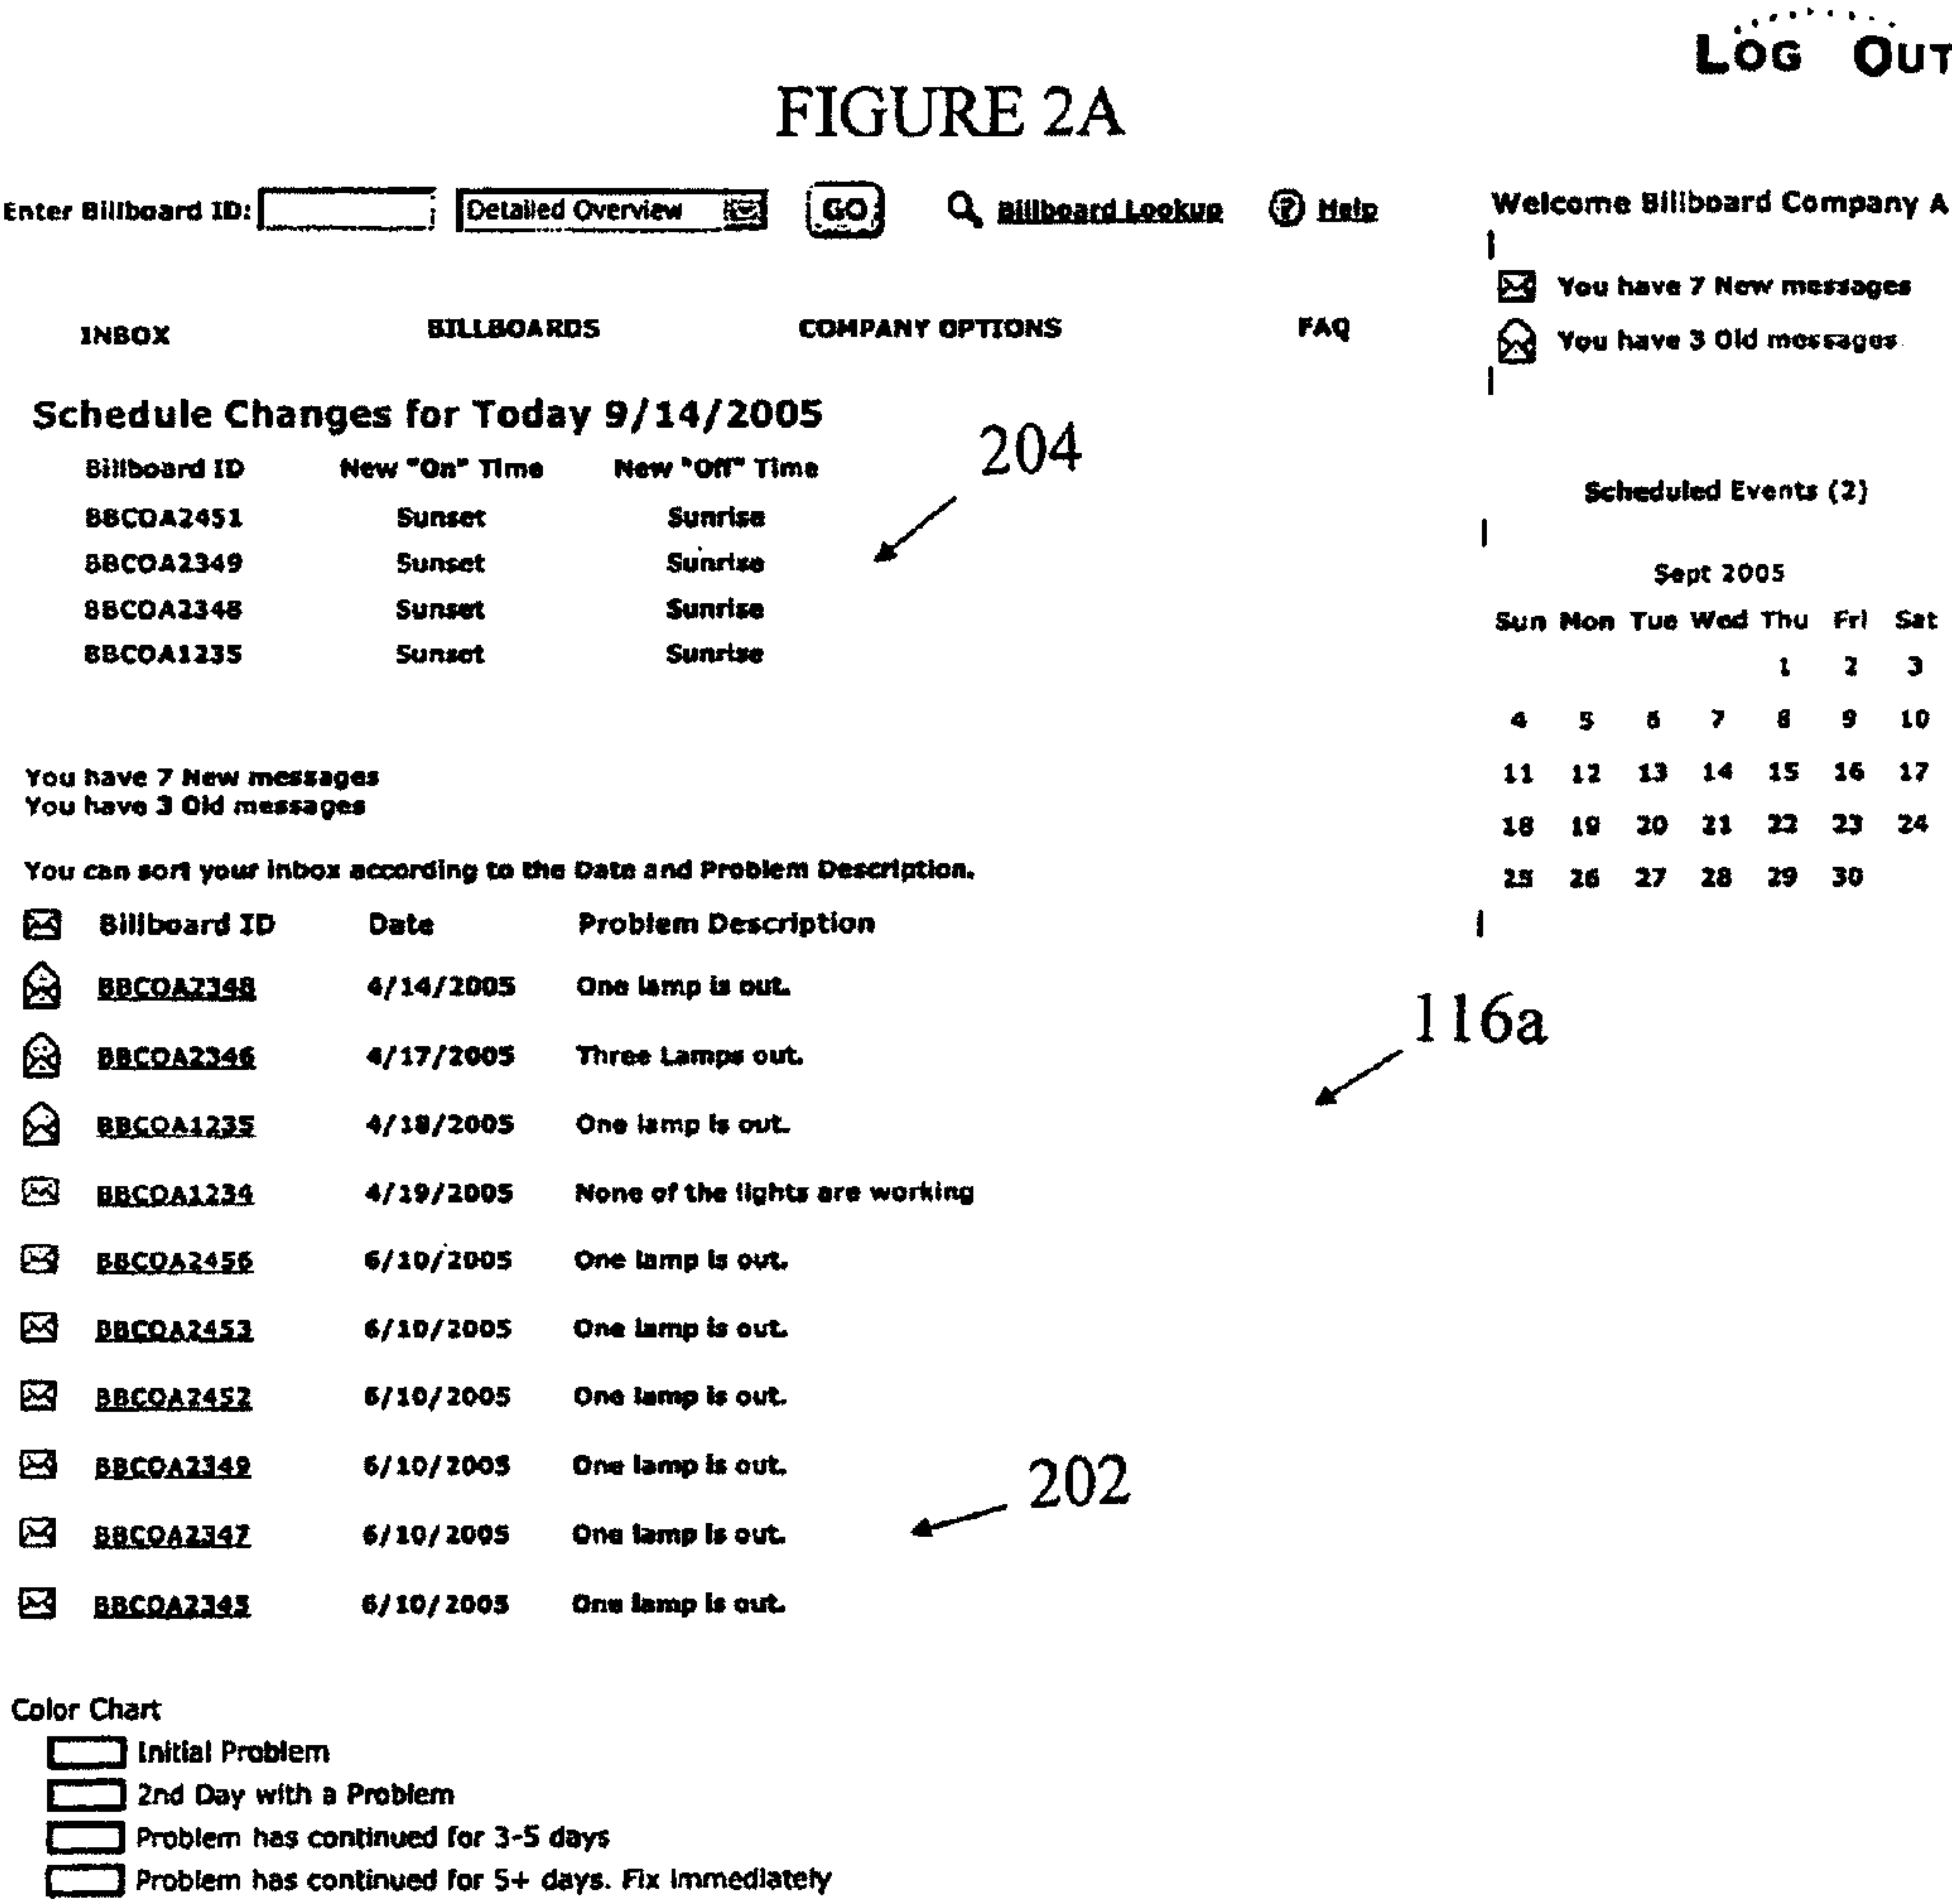 LOG OUT
FIGURE 2A
Enter Billboard ID: Detailed Overview GO Billboard Lookup ? Help
Welcome Billboard Company A
You have 7 New messages
You have 3 Old messages
INBOX BILLBOARDS COMPANY OPTIONS FAQ
Schedule Changes for Today 9/14/2005
Billboard ID New "On" Time New "Off" Time
BBCOA2451 Sunset Sunrise
BBCOA2349 Sunset Sunrise
BBCOA2348 Sunset Sunrise
BBCOA1235 Sunset Sunrise
204
Scheduled Events (2)
Sept 2005
Sun Mon Tue Wed Thu Fri Sat
1 2 3
4 5 6 7 8 9 10
11 12 13 14 15 16 17
18 19 20 21 22 23 24
25 26 27 28 29 30
You have 7 New messages
You have 3 Old messages
You can sort your inbox according to the Date and Problem Description.
Billboard ID Date Problem Description
BBCOA2348 4/14/2005 One lamp is out.
BBCOA2346 4/17/2005 Three Lamps out.
BBCOA1235 4/18/2005 One lamp is out.
BBCOA1234 4/19/2005 None of the lights are working
BBCOA2456 6/10/2005 One lamp is out.
BBCOA2453 6/10/2005 One lamp is out.
BBCOA2452 6/10/2005 One lamp is out.
BBCOA2349 6/10/2005 One lamp is out.
BBCOA2347 6/10/2005 One lamp is out.
BBCOA2345 6/10/2005 One lamp is out.
116a
202
Color Chart
Initial Problem
2nd Day with a Problem
Problem has continued for 3-5 days
Problem has continued for 5+ days. Fix Immediately